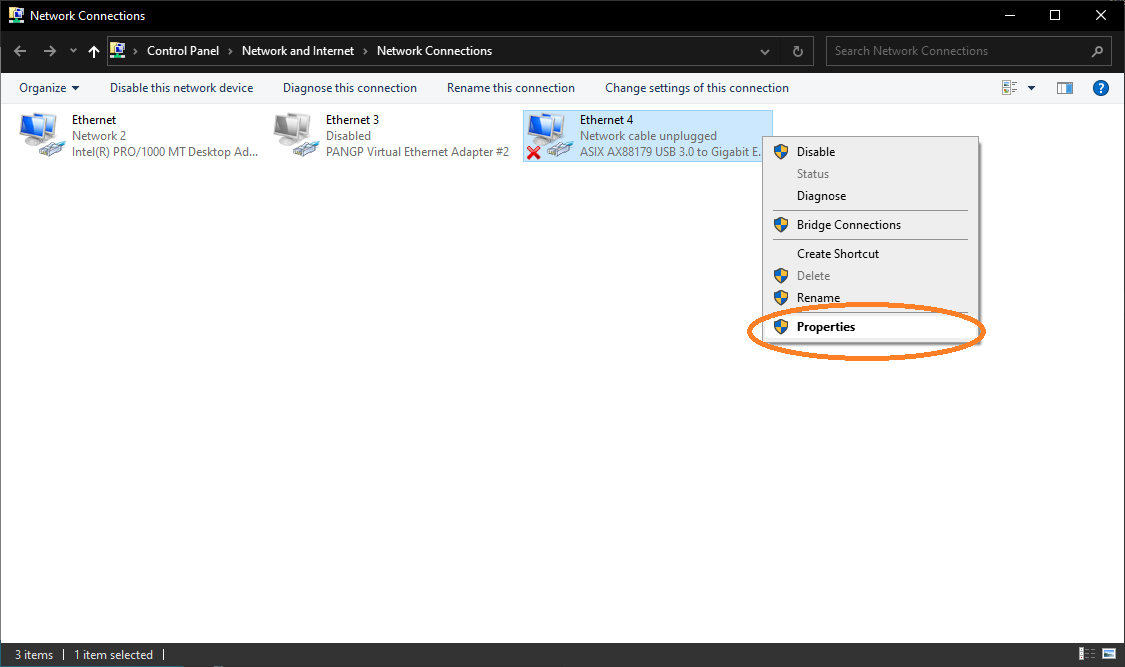 Network Connections
Control Panel > Network and Internet > Network Connections
Search Network Connections
Organize
Disable this network device
Diagnose this connection
Rename this connection
Change settings of this connection
?
Ethernet
Network 2
Intel(R) PRO/1000 MT Desktop Ad...
Ethernet 3
Disabled
PANGP Virtual Ethernet Adapter #2
Ethernet 4
Network cable unplugged
ASIX AX88179 USB 3.0 to Gigabit E.
Disable
Status
Diagnose
Bridge Connections
Create Shortcut
Delete
Rename
Properties
3 items
1 item selected